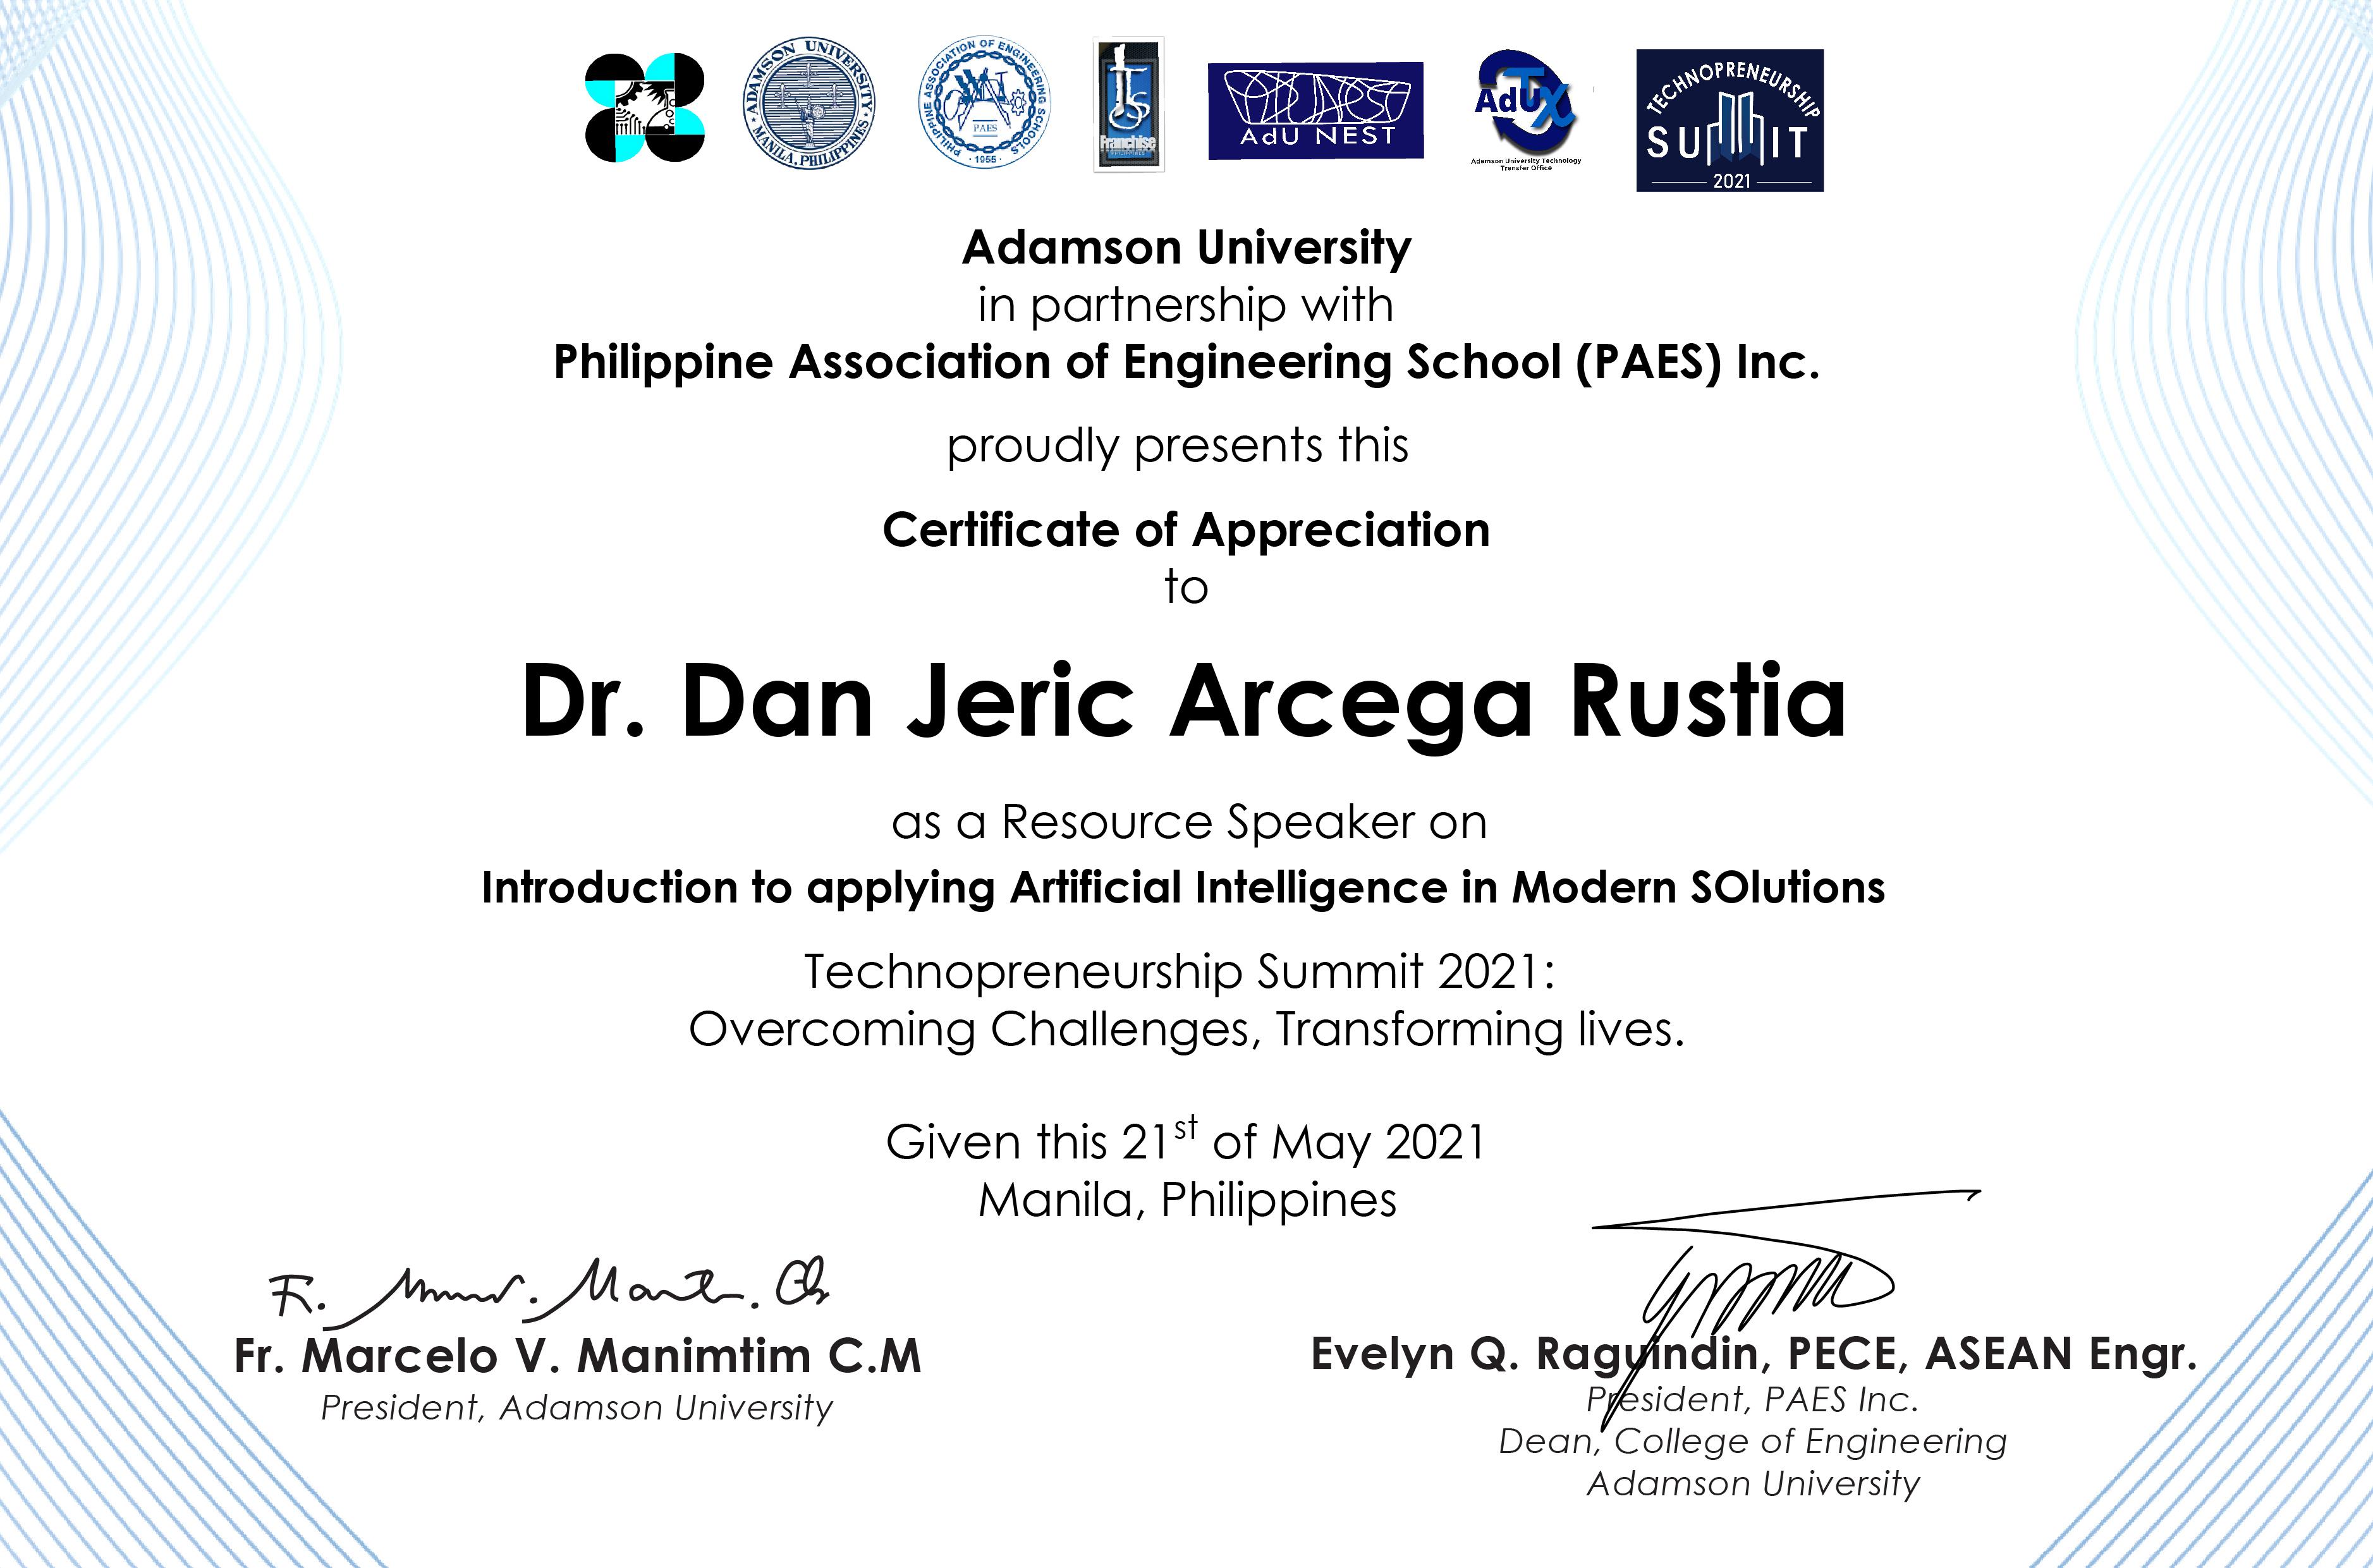 ADAMSON UNIVERSITY
MANILA, PHILIPPINES
PHILIPPINE ASSOCIATION OF ENGINEERING SCHOOLS
PAES
1955
Franchise
AdU NEST
AdU TX
Adamson University Technology
Transfer Office
TECHNOPRENEURSHIP
SUMMIT
2021
Adamson University
in partnership with
Philippine Association of Engineering School (PAES) Inc.
proudly presents this
Certificate of Appreciation
to
Dr. Dan Jeric Arcega Rustia
as a Resource Speaker on
Introduction to applying Artificial Intelligence in Modern SOlutions
Technopreneurship Summit 2021:
Overcoming Challenges, Transforming lives.
Given this 21st of May 2021
Manila, Philippines
Fr. Marcelo V. Manimtim C.M
President, Adamson University
Evelyn Q. Raguindin, PECE, ASEAN Engr.
President, PAES Inc.
Dean, College of Engineering
Adamson University